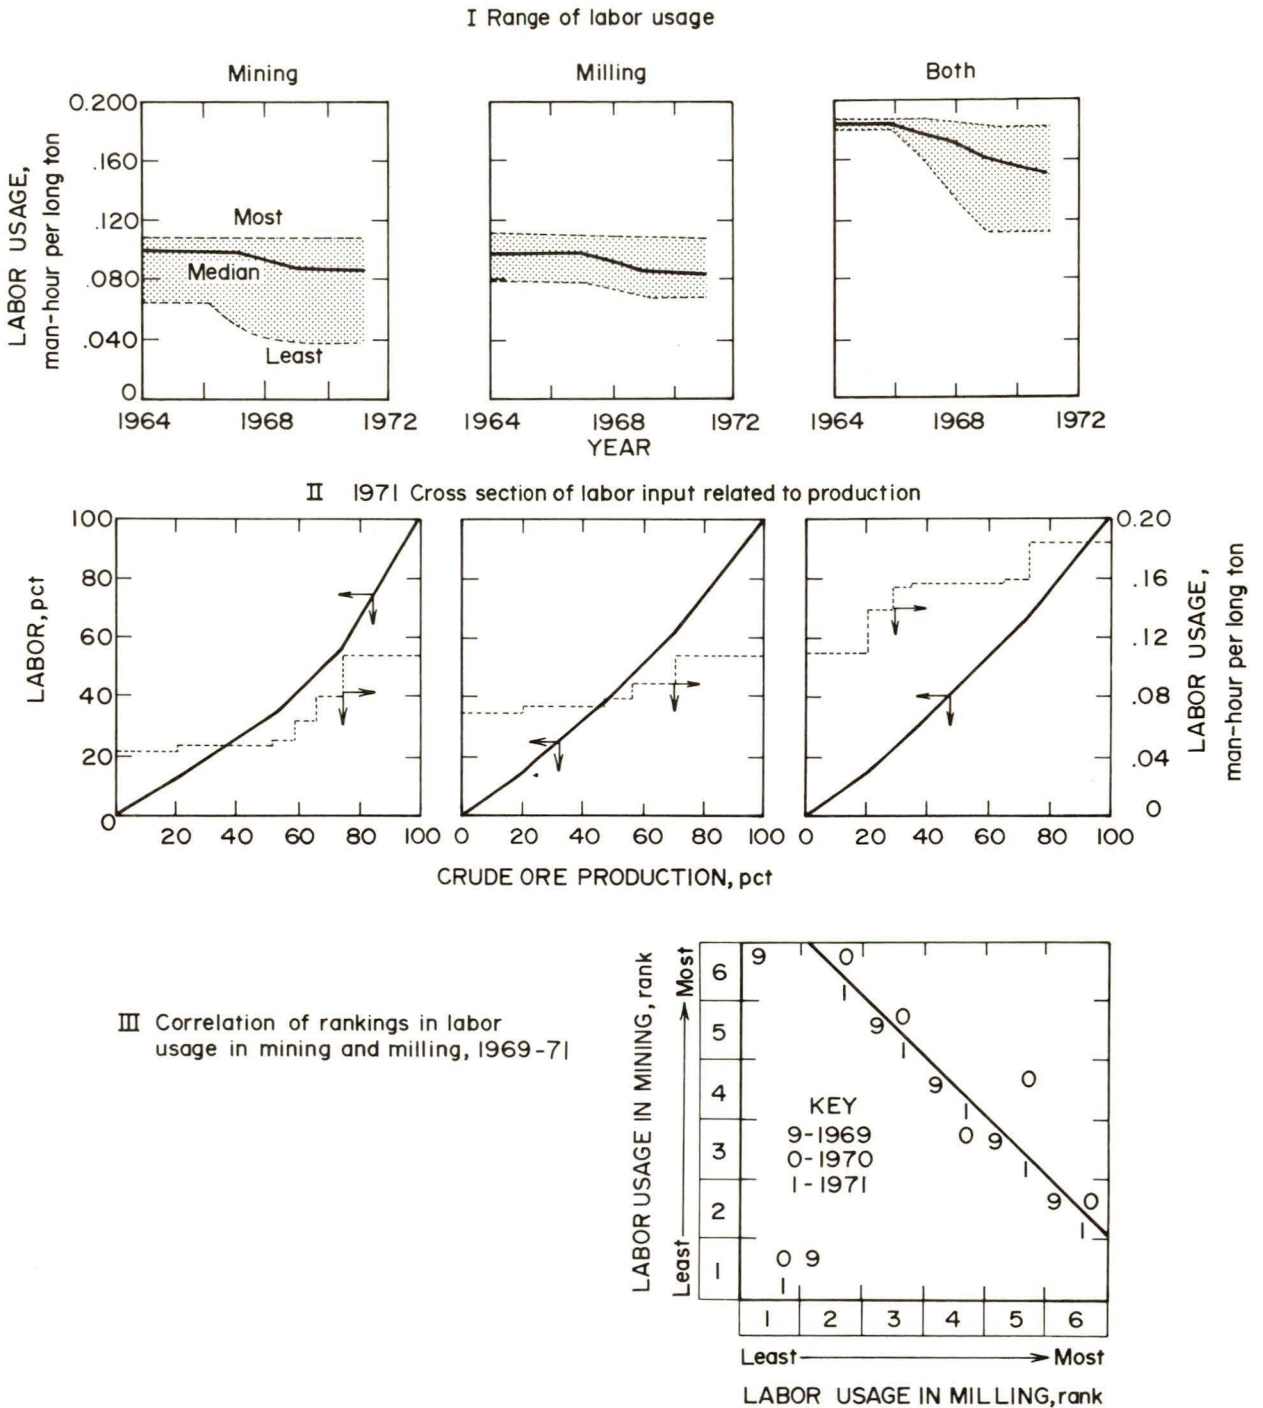 I Range of labor usage
Mining
Milling
Both
LABOR USAGE,
man-hour per long ton
0.200
.160
.120
.080
.040
0
Most
Median
Least
1964 1968 1972
1964 1968 1972
1964 1968 1972
YEAR
II 1971 Cross section of labor input related to production
LABOR, pct
100
80
60
40
20
0
0.20
.16
.12
.08
.04
0
LABOR USAGE,
man-hour per long ton
20 40 60 80 100
0 20 40 60 80 100
0 20 40 60 80 100
CRUDE ORE PRODUCTION, pct
III Correlation of rankings in labor
usage in mining and milling, 1969-71
LABOR USAGE IN MINING, rank
Least
Most
6
5
4
3
2
1
9 0
1
0
9
1
0
9
1
0 9
1
9 0
1
0 9
1
KEY
9-1969
0-1970
1-1971
1 2 3 4 5 6
Least Most
LABOR USAGE IN MILLING, rank